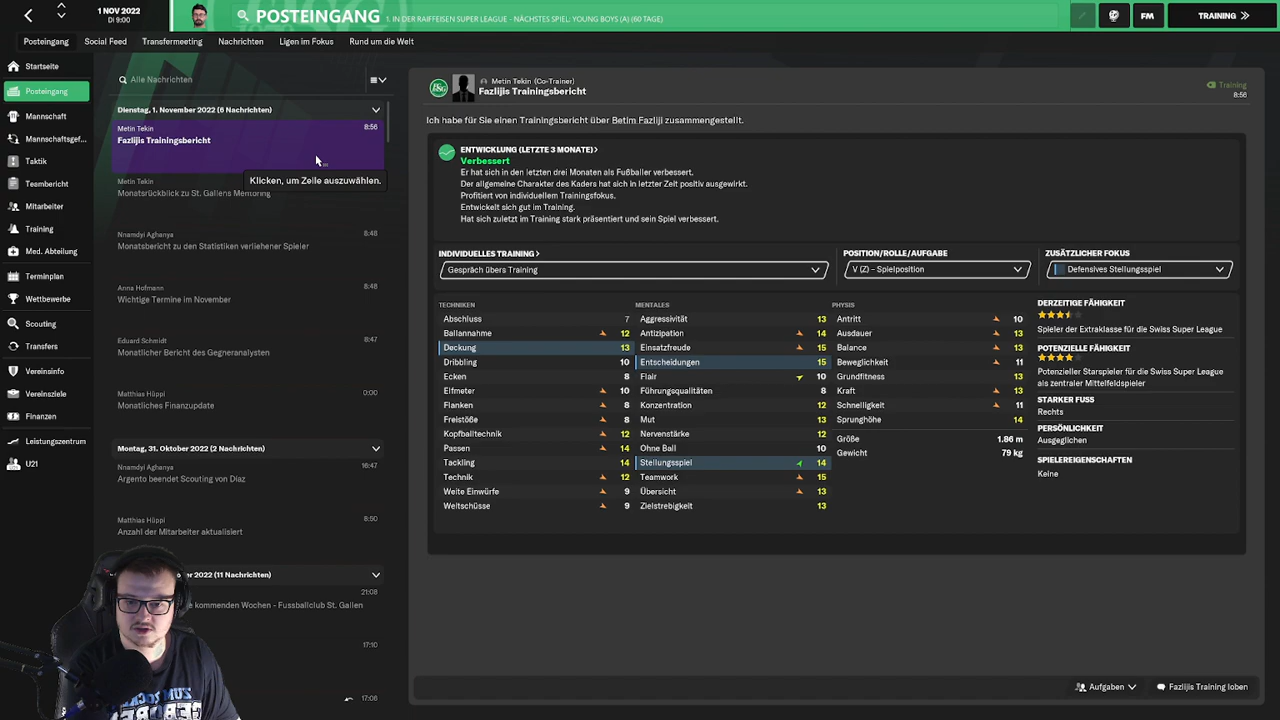 1 NOV 2022
DI 9:00
POSTEINGANG
1. IN DER RAIFFEISEN SUPER LEAGUE - NÄCHSTES SPIEL: YOUNG BOYS (A) (60 TAGE)
FM
TRAINING
Posteingang
Social Feed
Transfermeeting
Nachrichten
Ligen im Fokus
Rund um die Welt
Startseite
Posteingang
Mannschaft
Mannschaftsgef...
Taktik
Teambericht
Mitarbeiter
Training
Med. Abteilung
Terminplan
Wettbewerbe
Scouting
Transfers
Vereinsinfo
Vereinsziele
Finanzen
Leistungszentrum
U21
Alle Nachrichten
Dienstag, 1. November 2022 (6 Nachrichten)
Metin Tekin
8:56
Fazlijis Trainingsbericht
Klicken, um Zeile auszuwählen.
Metin Tekin
Monatsrückblick zu St. Gallens Mentoring
Nnamdyi Aghanya
8:48
Monatsbericht zu den Statistiken verliehener Spieler
Anna Hofmann
8:48
Wichtige Termine im November
Eduard Schmidt
8:47
Monatlicher Bericht des Gegneranalysten
Matthias Hüppi
0:00
Monatliches Finanzupdate
Montag, 31. Oktober 2022 (2 Nachrichten)
Nnamdyi Aghanya
16:47
Argento beendet Scouting von Diaz
Matthias Hüppi
8:50
Anzahl der Mitarbeiter aktualisiert
2022 (11 Nachrichten)
21:08
kommenden Wochen - Fussballclub St. Gallen
17:10
17:06
Metin Tekin (Co-Trainer)
Fazlijis Trainingsbericht
Training
8:56
Ich habe für Sie einen Trainingsbericht über Betim Fazliji zusammengestellt.
ENTWICKLUNG (LETZTE 3 MONATE)
Verbessert
Er hat sich in den letzten drei Monaten als Fußballer verbessert.
Der allgemeine Charakter des Kaders hat sich in letzter Zeit positiv ausgewirkt.
Profitiert von individuellem Trainingsfokus.
Entwickelt sich gut im Training.
Hat sich zuletzt im Training stark präsentiert und sein Spiel verbessert.
INDIVIDUELLES TRAINING
Gespräch übers Training
POSITION/ROLLE/AUFGABE
V (Z) - Spielposition
ZUSÄTZLICHER FOKUS
Defensives Stellungsspiel
TECHNIKEN
Abschluss 7
Ballannahme 12
Deckung 13
Dribbling 10
Ecken 8
Elfmeter 10
Flanken 8
Freistöße 8
Kopfballtechnik 12
Passen 14
Tackling 14
Technik 12
Weite Einwürfe 9
Weitschüsse 9
MENTALES
Aggressivität 13
Antizipation 14
Einsatzfreude 15
Entscheidungen 15
Flair 10
Führungsqualitäten 8
Konzentration 12
Mut 13
Nervenstärke 12
Ohne Ball 10
Stellungsspiel 14
Teamwork 15
Übersicht 13
Zielstrebigkeit 13
PHYSIS
Antritt 10
Ausdauer 13
Balance 13
Beweglichkeit 11
Grundfitness 13
Kraft 13
Schnelligkeit 11
Sprunghöhe 14
Größe 1.86 m
Gewicht 79 kg
DERZEITIGE FÄHIGKEIT
Spieler der Extraklasse für die Swiss Super League
POTENZIELLE FÄHIGKEIT
Potenzieller Starspieler für die Swiss Super League
als zentraler Mittelfeldspieler
STARKER FUSS
Rechts
PERSÖNLICHKEIT
Ausgeglichen
SPIELEREIGENSCHAFTEN
Keine
Aufgaben
Fazlijis Training loben